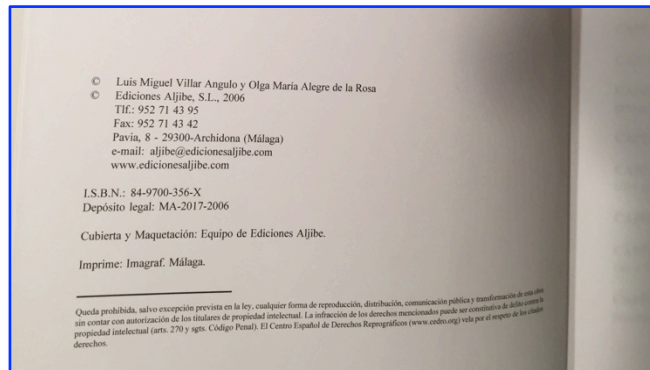 © Luis Miguel Villar Angulo y Olga María Alegre de la Rosa
© Ediciones Aljibe, S.L., 2006
Tlf.: 952 71 43 95
Fax: 952 71 43 42
Pavia, 8 - 29300-Archidona (Málaga)
e-mail: aljibe@edicionesaljibe.com
www.edicionesaljibe.com
I.S.B.N.: 84-9700-356-X
Depósito legal: MA-2017-2006
Cubierta y Maquetación: Equipo de Ediciones Aljibe.
Imprime: Imagraf. Málaga.
Queda prohibida, salvo excepción prevista en la ley, cualquier forma de reproducción, distribución, comunicación pública y transformación de esta obra
sin contar con autorización de los titulares de propiedad intelectual. La infracción de los derechos mencionados puede ser constitutiva de delito contra la
propiedad intelectual (arts. 270 y sgts. Código Penal). El Centro Español de Derechos Reprográficos (www.cedro.org) vela por el respeto de los citados
derechos.